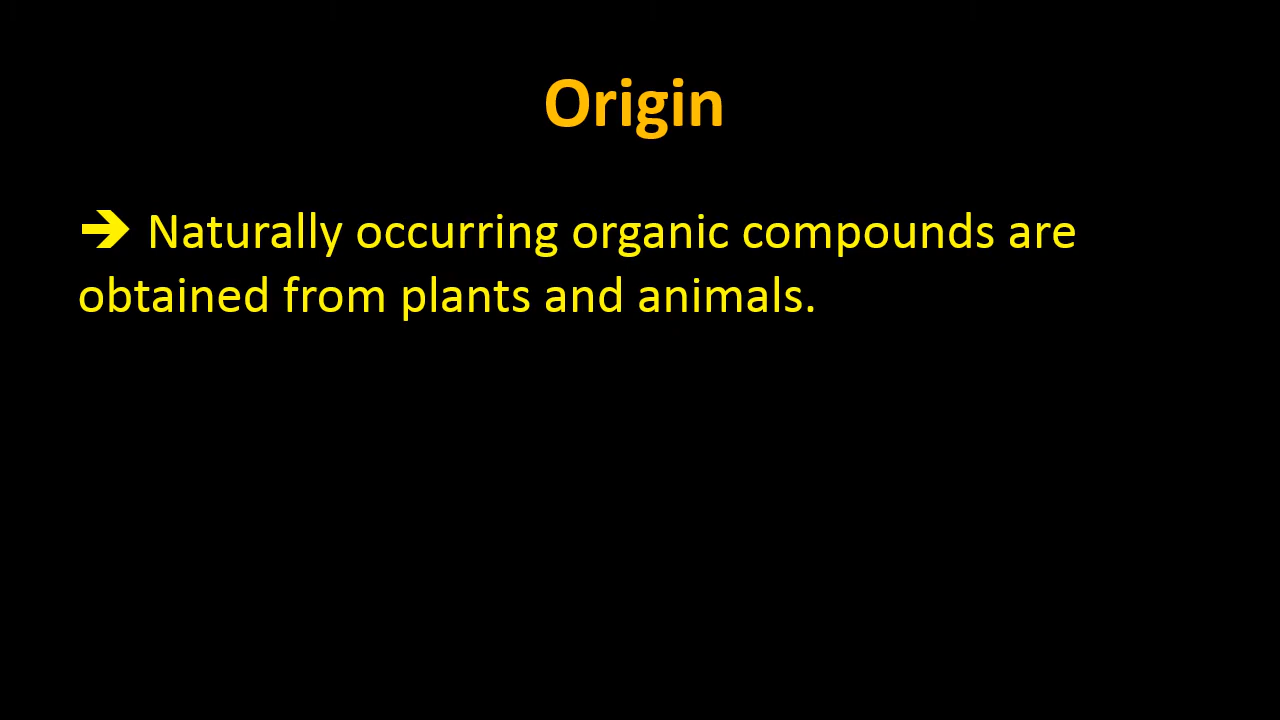 Origin
🡲 Naturally occurring organic compounds are
obtained from plants and animals.